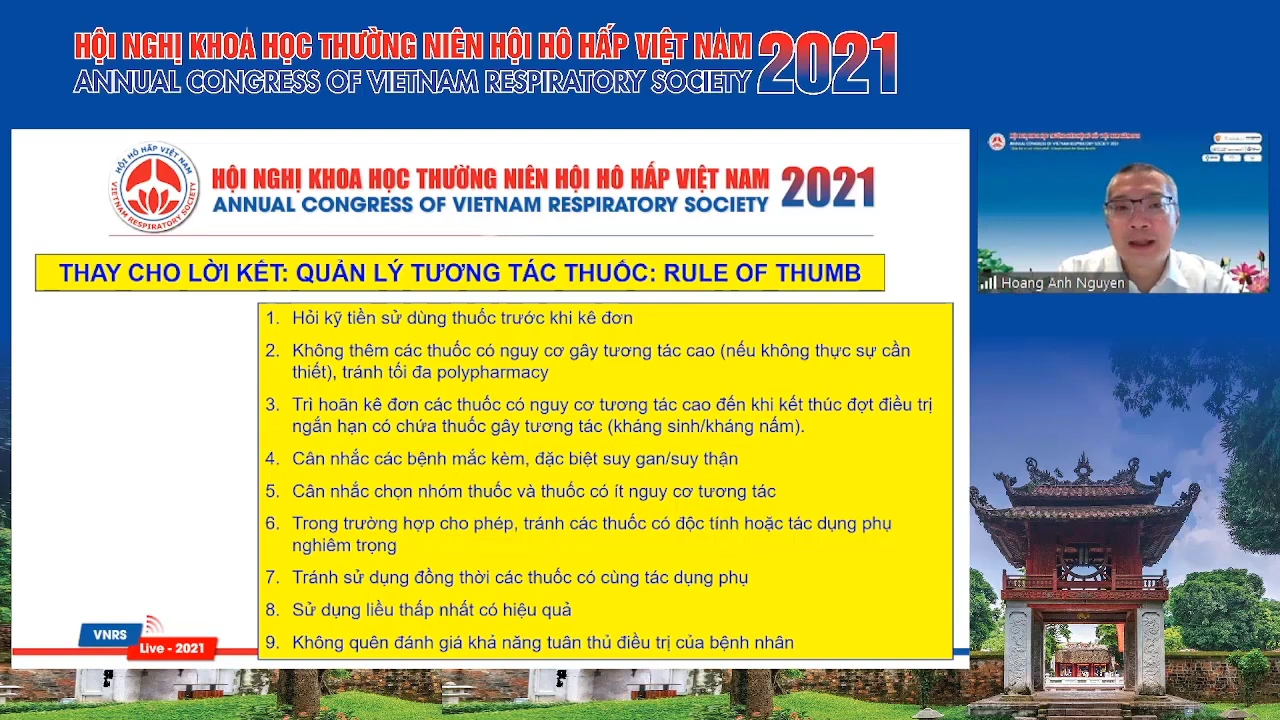 HỘI NGHỊ KHOA HỌC THƯỜNG NIÊN HỘI HÔ HẤP VIỆT NAM 2021
ANNUAL CONGRESS OF VIETNAM RESPIRATORY SOCIETY
HỘI HÔ HẤP VIỆT NAM
VIETNAM RESPIRATORY SOCIETY
HỘI NGHỊ KHOA HỌC THƯỜNG NIÊN HỘI HÔ HẤP VIỆT NAM 2021
ANNUAL CONGRESS OF VIETNAM RESPIRATORY SOCIETY
Hoang Anh Nguyen
THAY CHO LỜI KẾT: QUẢN LÝ TƯƠNG TÁC THUỐC: RULE OF THUMB
1. Hỏi kỹ tiền sử dùng thuốc trước khi kê đơn
2. Không thêm các thuốc có nguy cơ gây tương tác cao (nếu không thực sự cần
thiết), tránh tối đa polypharmacy
3. Trì hoãn kê đơn các thuốc có nguy cơ tương tác cao đến khi kết thúc đợt điều trị
ngắn hạn có chứa thuốc gây tương tác (kháng sinh/kháng nấm).
4. Cân nhắc các bệnh mắc kèm, đặc biệt suy gan/suy thận
5. Cân nhắc chọn nhóm thuốc và thuốc có ít nguy cơ tương tác
6. Trong trường hợp cho phép, tránh các thuốc có độc tính hoặc tác dụng phụ
nghiêm trọng
7. Tránh sử dụng đồng thời các thuốc có cùng tác dụng phụ
8. Sử dụng liều thấp nhất có hiệu quả
9. Không quên đánh giá khả năng tuân thủ điều trị của bệnh nhân
VNRS
Live - 2021